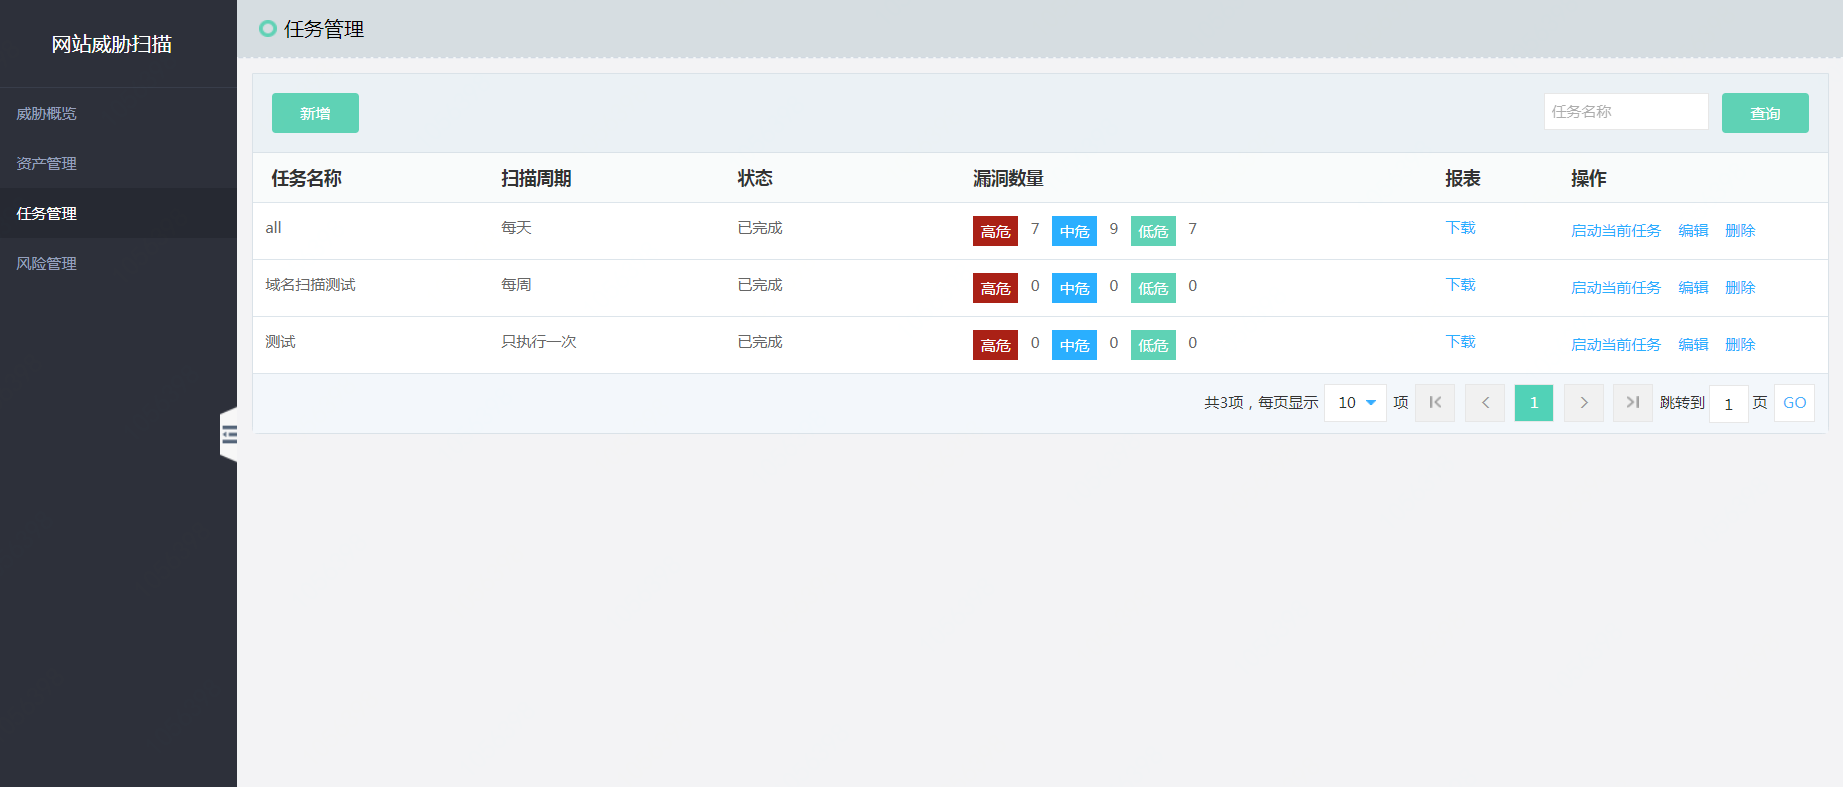 网站威胁扫描
威胁概览
资产管理
任务管理
风险管理
任务管理
新增 任务名称 查询
任务名称 扫描周期 状态 漏洞数量 报表 操作
all 每天 已完成 高危 7 中危 9 低危 7 下载 启动当前任务 编辑 删除
域名扫描测试 每周 已完成 高危 0 中危 0 低危 0 下载 启动当前任务 编辑 删除
测试 只执行一次 已完成 高危 0 中危 0 低危 0 下载 启动当前任务 编辑 删除
共3项，每页显示 10 项 1 跳转到 1 页 GO